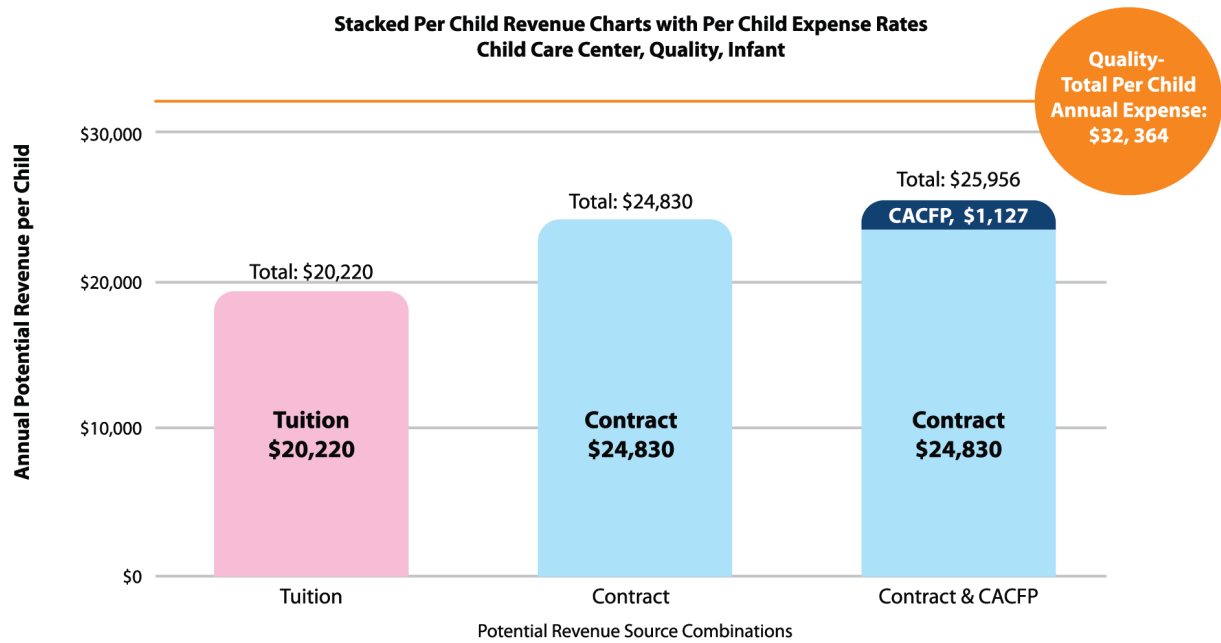 Stacked Per Child Revenue Charts with Per Child Expense Rates
Child Care Center, Quality, Infant
Quality-
Total Per Child
Annual Expense:
$32, 364
Annual Potential Revenue per Child
$30,000
$20,000
$10,000
$0
Total: $20,220
Tuition
$20,220
Total: $24,830
Contract
$24,830
Total: $25,956
CACFP,  $1,127
Contract
$24,830
Tuition
Contract
Contract & CACFP
Potential Revenue Source Combinations